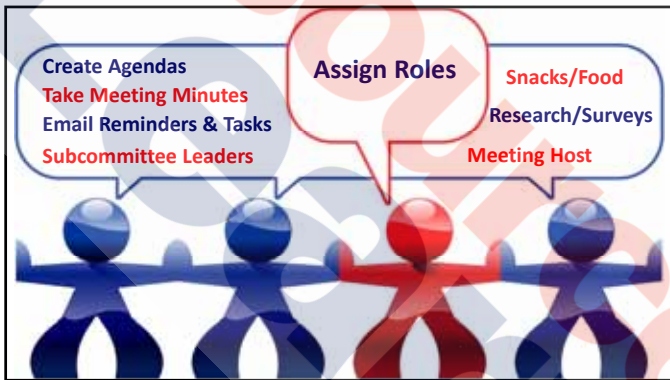 Create Agendas
Take Meeting Minutes
Email Reminders & Tasks
Subcommittee Leaders
Assign Roles
Snacks/Food
Research/Surveys
Meeting Host